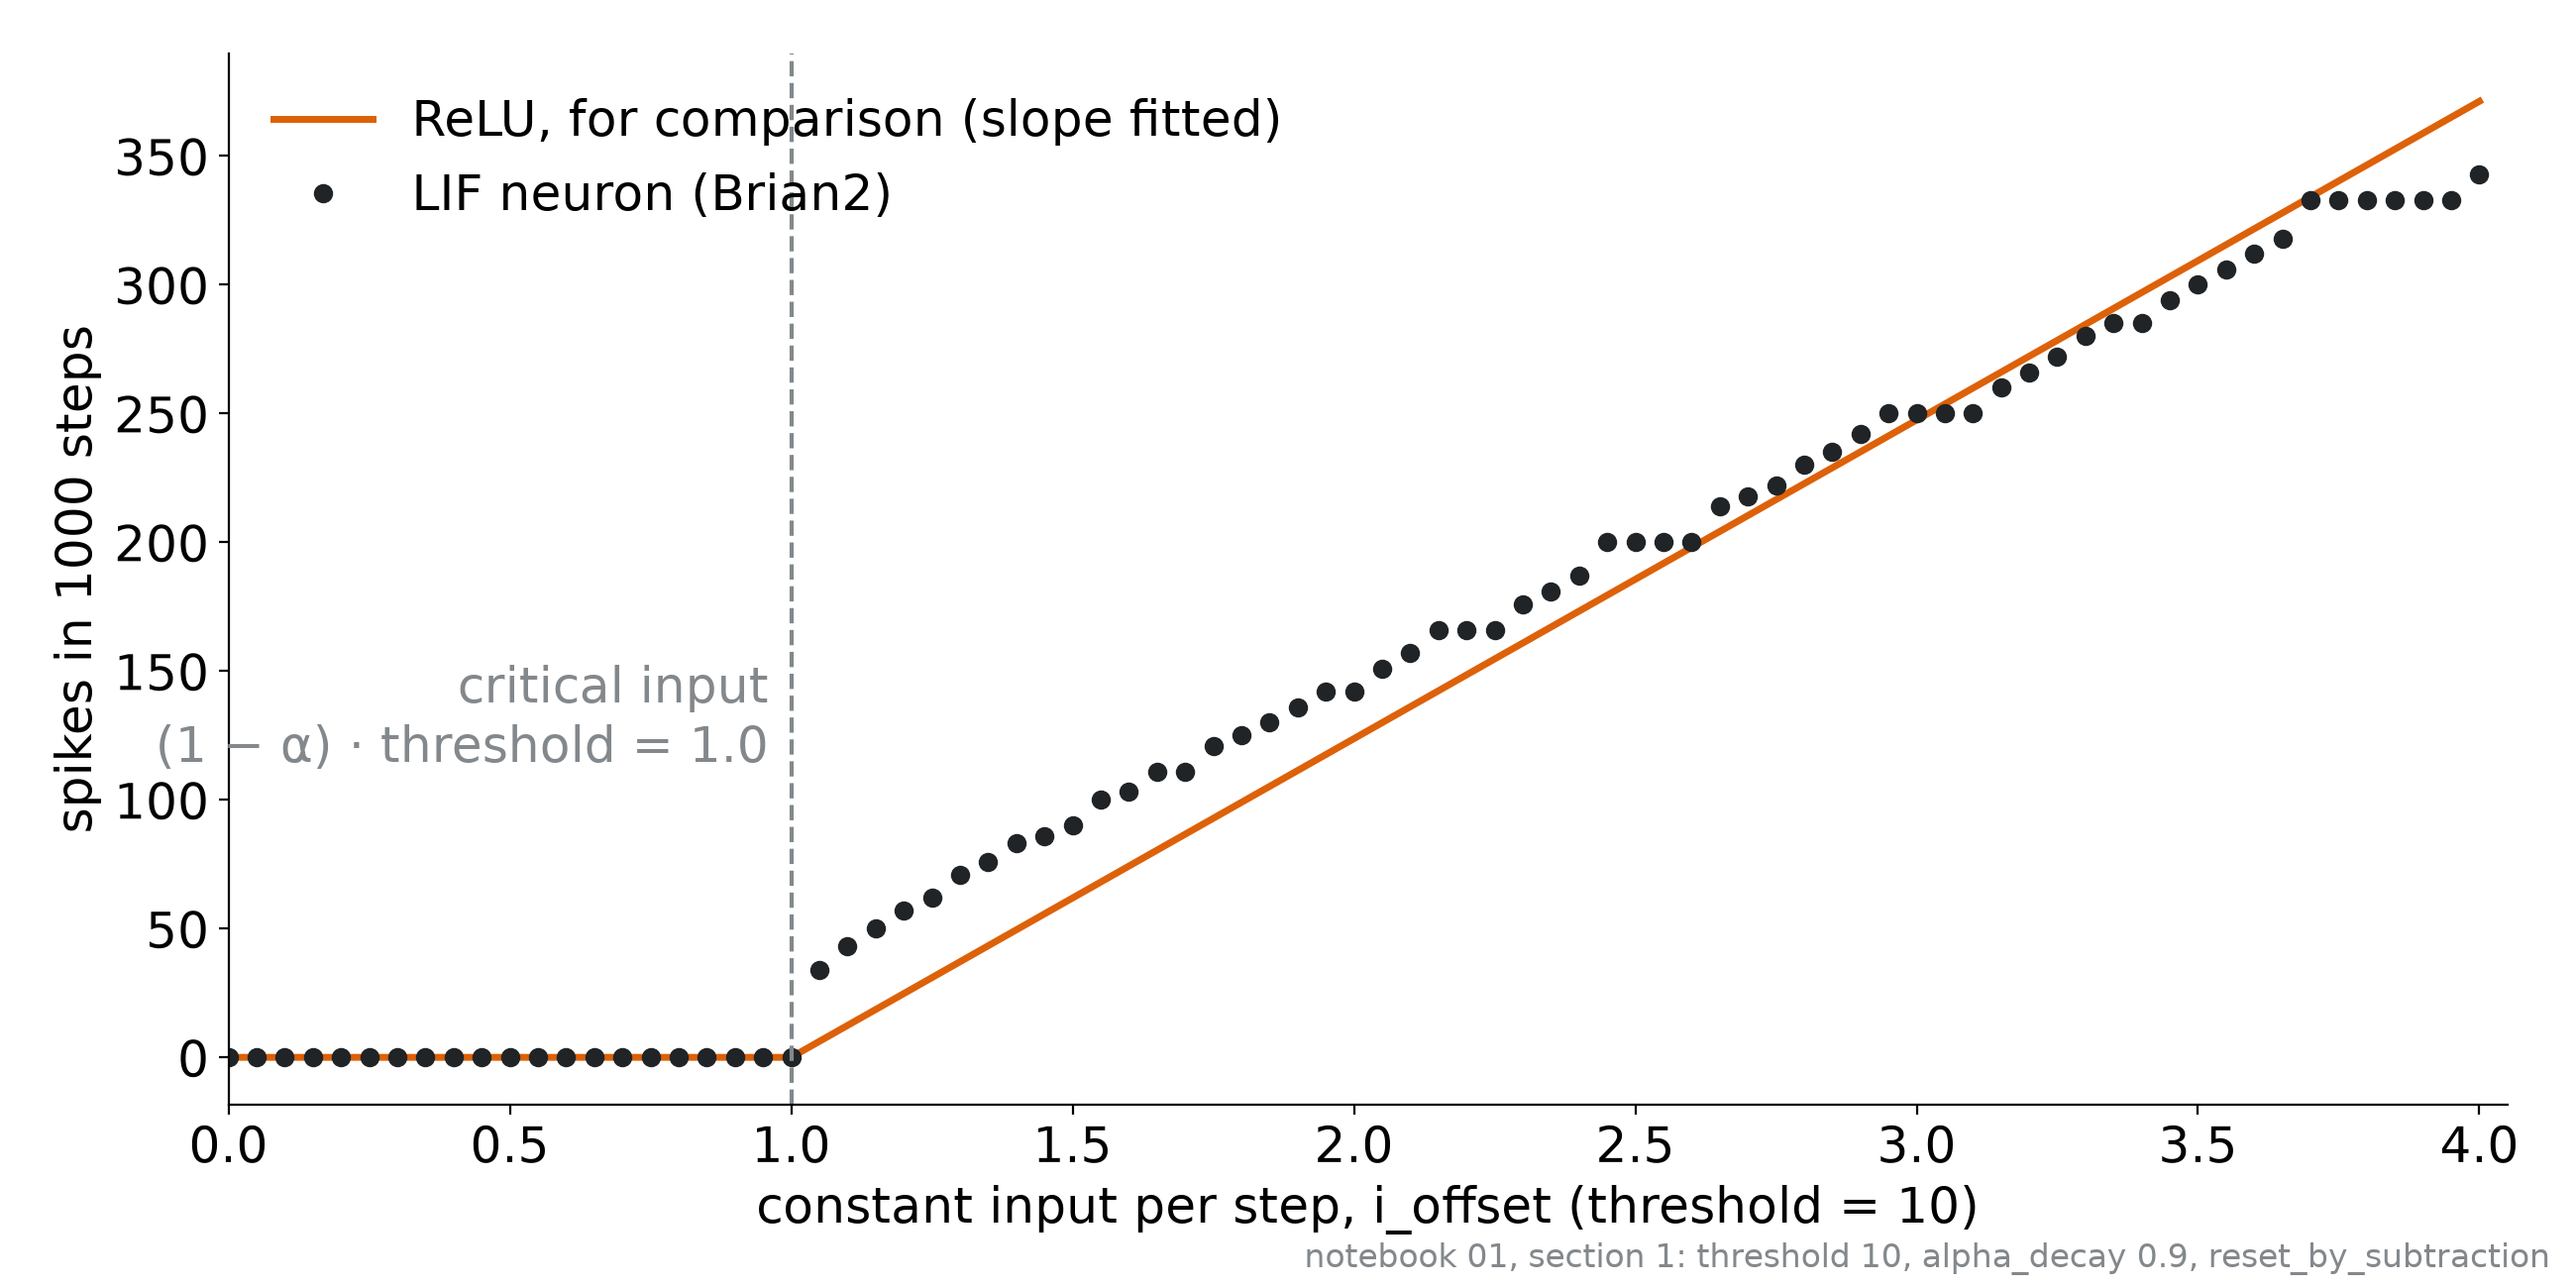 ReLU, for comparison (slope fitted)
LIF neuron (Brian2)
350
300
250
200
150
100
50
0
spikes in 1000 steps
critical input
(1 − α) · threshold = 1.0
0.0 0.5 1.0 1.5 2.0 2.5 3.0 3.5 4.0
constant input per step, i_offset (threshold = 10)
notebook 01, section 1: threshold 10, alpha_decay 0.9, reset_by_subtraction